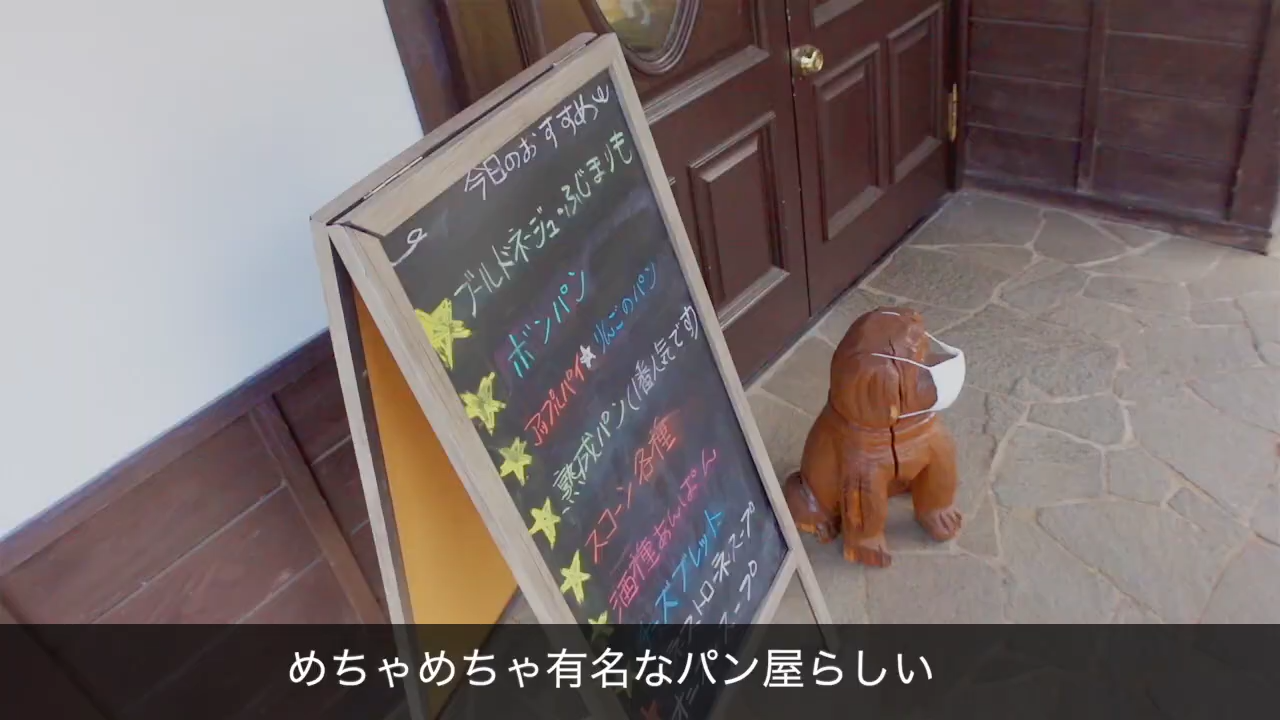 今日のおすすめ
ブールドネージュ・ふじまりも
ボンパン
アップルパイ★りんごのパン
熟成パン(1番人気です)
スコーン各種
酒種あんぱん
ーズブレッド
ストローネスープ
スープ
めちゃめちゃ有名なパン屋らしい